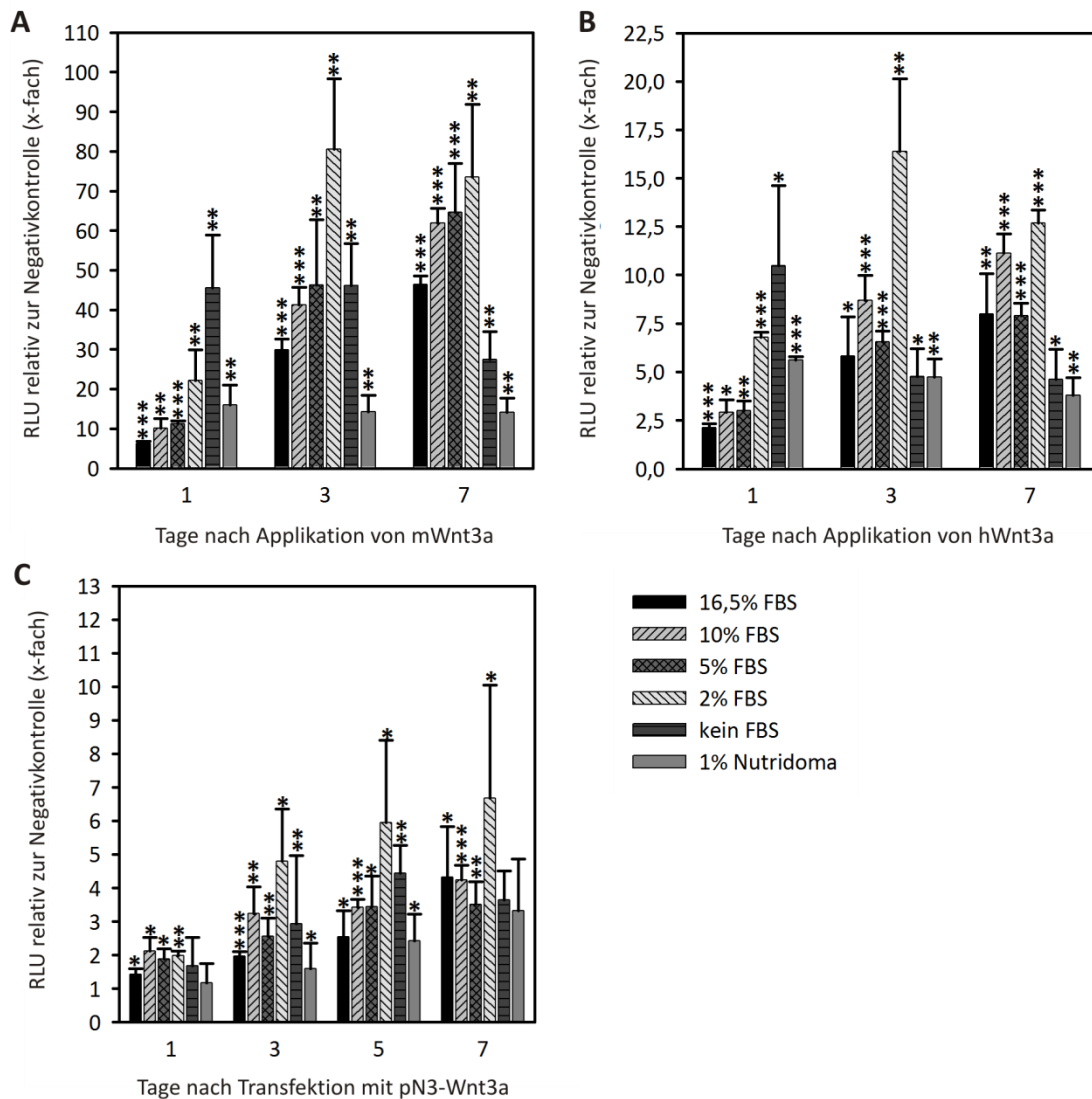 A
RLU relativ zur Negativkontrolle (x-fach)
110
100
90
80
70
60
50
40
30
20
10
0
*** ** *** ** ** **
*** *** ** ** ** **
*** *** *** ** ** **
1 3 7
Tage nach Applikation von mWnt3a
B
RLU relativ zur Negativkontrolle (x-fach)
22,5
20,0
17,5
15,0
12,5
10,0
7,5
5,0
2,5
0,0
*** * ** *** * ***
* *** *** ** * **
** *** *** *** * **
1 3 7
Tage nach Applikation von hWnt3a
C
RLU relativ zur Negativkontrolle (x-fach)
13
12
11
10
9
8
7
6
5
4
3
2
1
0
* * * **
*** ** ** * ** *
* *** * * ** *
* *** ** *
1 3 5 7
Tage nach Transfektion mit pN3-Wnt3a
16,5% FBS
10% FBS
5% FBS
2% FBS
kein FBS
1% Nutridoma